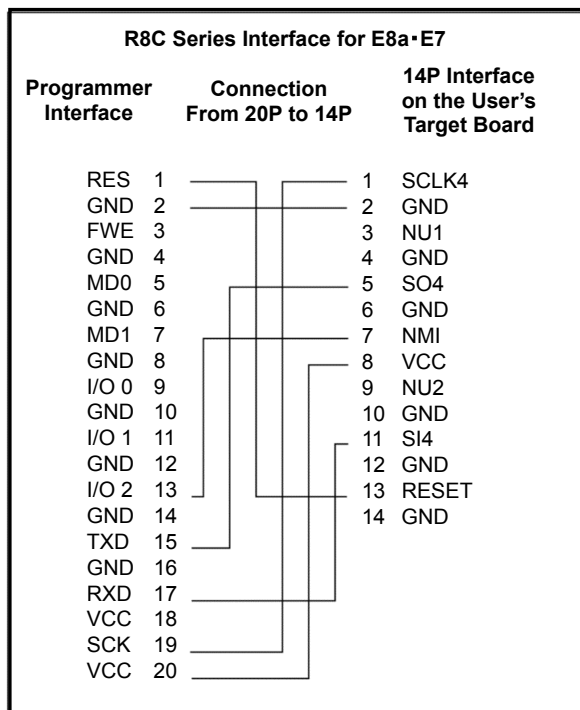 R8C Series Interface for E8a･E7
Programmer
Interface
Connection
From 20P to 14P
14P Interface
on the User's
Target Board
RES 1
GND 2
FWE 3
GND 4
MD0 5
GND 6
MD1 7
GND 8
I/O 0 9
GND 10
I/O 1 11
GND 12
I/O 2 13
GND 14
TXD 15
GND 16
RXD 17
VCC 18
SCK 19
VCC 20
1 SCLK4
2 GND
3 NU1
4 GND
5 SO4
6 GND
7 NMI
8 VCC
9 NU2
10 GND
11 SI4
12 GND
13 RESET
14 GND